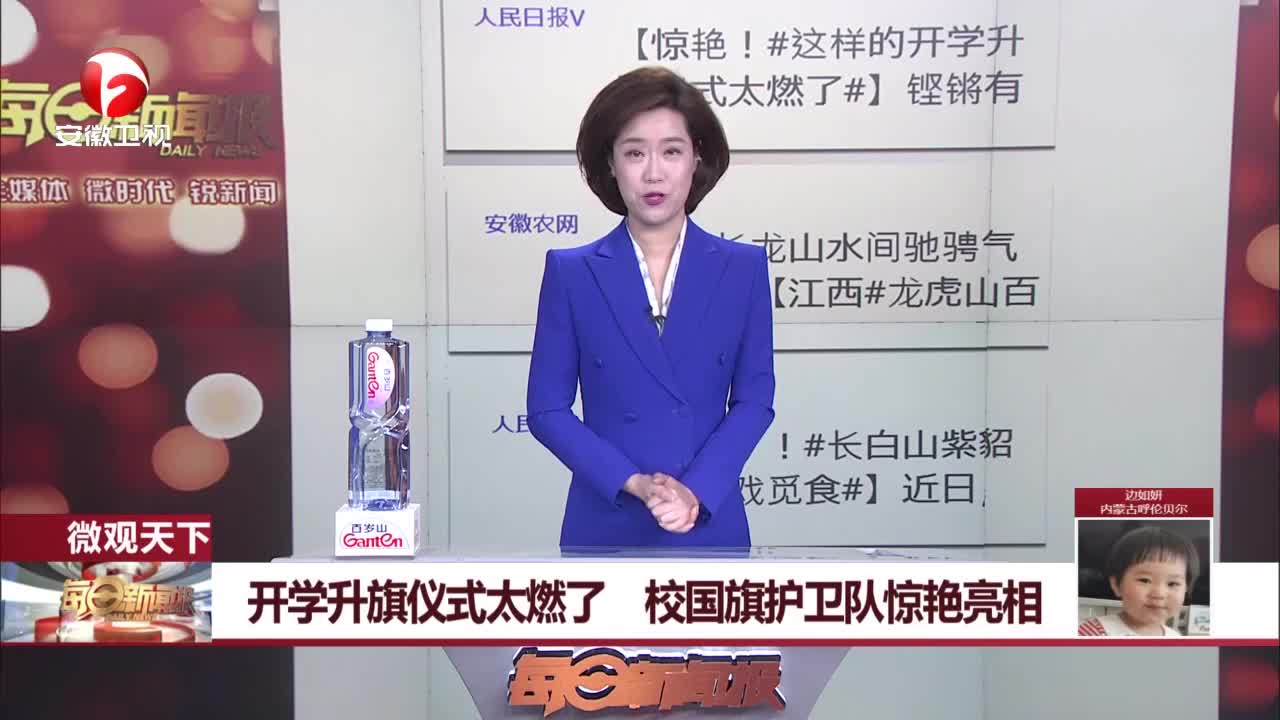 人民日报V
【惊艳！#这样的开学升
式太燃了#】铿锵有
安徽卫视
每日新闻报
DAILY NEWS
媒体 微时代 锐新闻
安徽农网
龙山水间驰骋气
【江西#龙虎山百
人民
！#长白山紫貂
戏觅食#】近日，
百岁山
Ganten
百岁山
Ganten
边如妍
内蒙古呼伦贝尔
微观天下
每日新闻报
DAILY NEWS
开学升旗仪式太燃了 校国旗护卫队惊艳亮相
每日新闻报